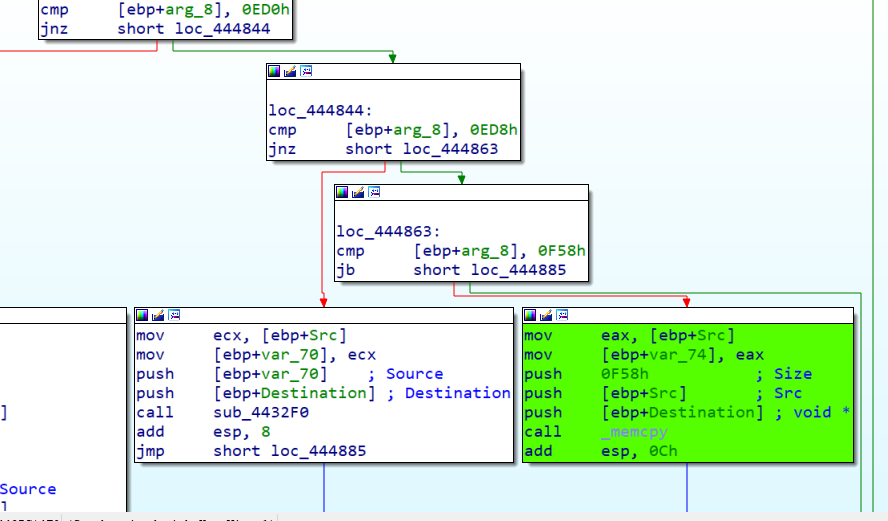 cmp     [ebp+arg_8], 0ED0h
jnz     short loc_444844
loc_444844:
cmp     [ebp+arg_8], 0ED8h
jnz     short loc_444863
loc_444863:
cmp     [ebp+arg_8], 0F58h
jb      short loc_444885
mov     ecx, [ebp+Src]
mov     [ebp+var_70], ecx
push    [ebp+var_70]    ; Source
push    [ebp+Destination] ; Destination
call    sub_4432F0
add     esp, 8
jmp     short loc_444885
mov     eax, [ebp+Src]
mov     [ebp+var_74], eax
push    0F58h           ; Size
push    [ebp+Src]       ; Src
push    [ebp+Destination] ; void *
call    _memcpy
add     esp, 0Ch
]
Source
]